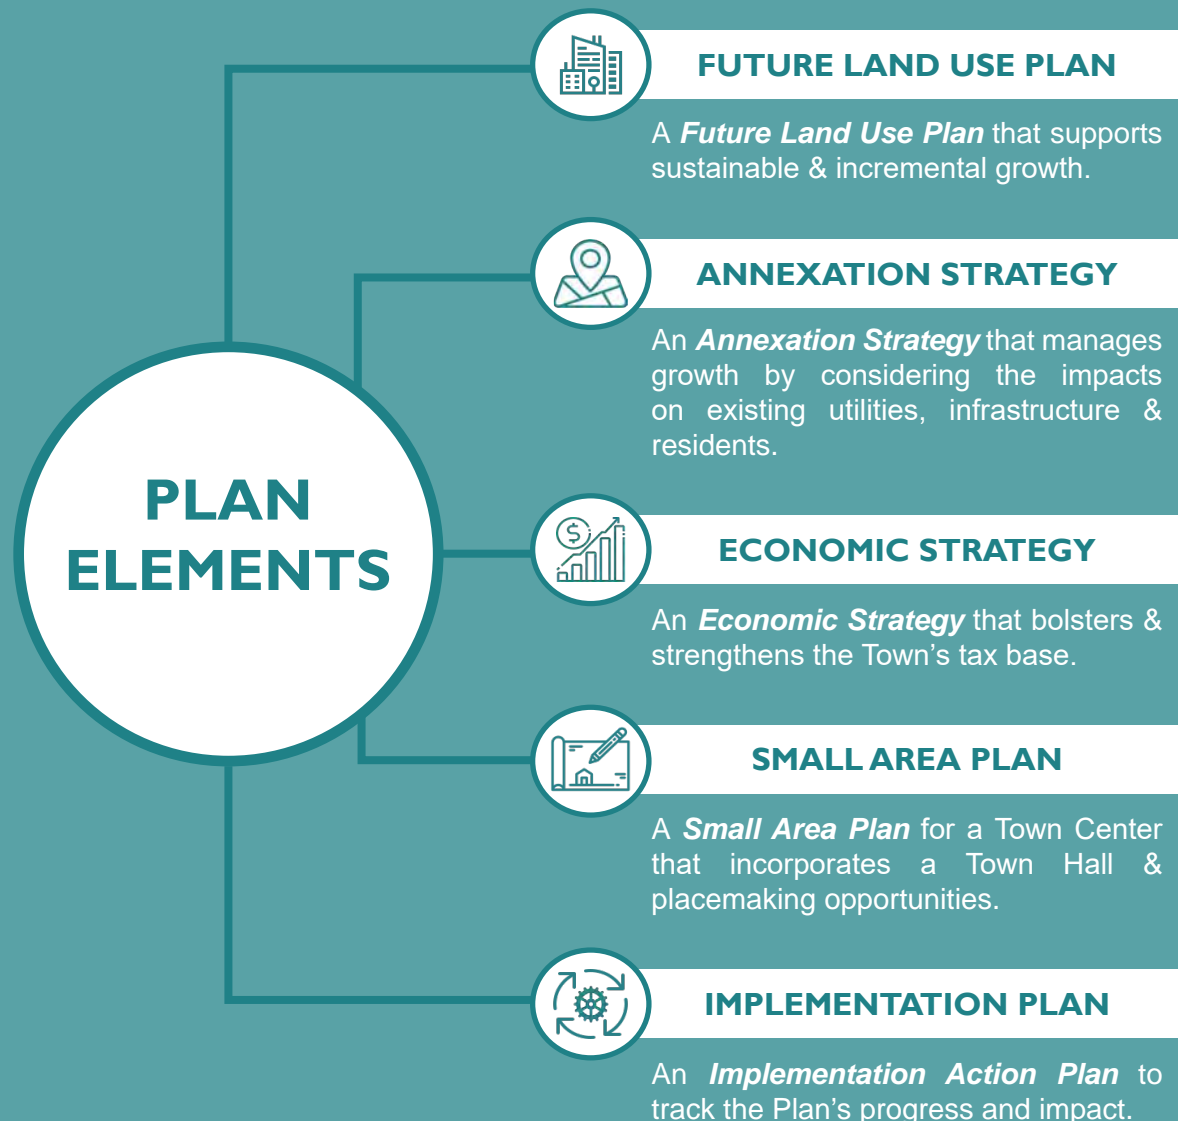 PLAN
ELEMENTS
FUTURE LAND USE PLAN
A Future Land Use Plan that supports
sustainable & incremental growth.
ANNEXATION STRATEGY
An Annexation Strategy that manages
growth by considering the impacts
on existing utilities, infrastructure &
residents.
ECONOMIC STRATEGY
An Economic Strategy that bolsters &
strengthens the Town’s tax base.
SMALL AREA PLAN
A Small Area Plan for a Town Center
that incorporates a Town Hall &
placemaking opportunities.
IMPLEMENTATION PLAN
An Implementation Action Plan to
track the Plan’s progress and impact.